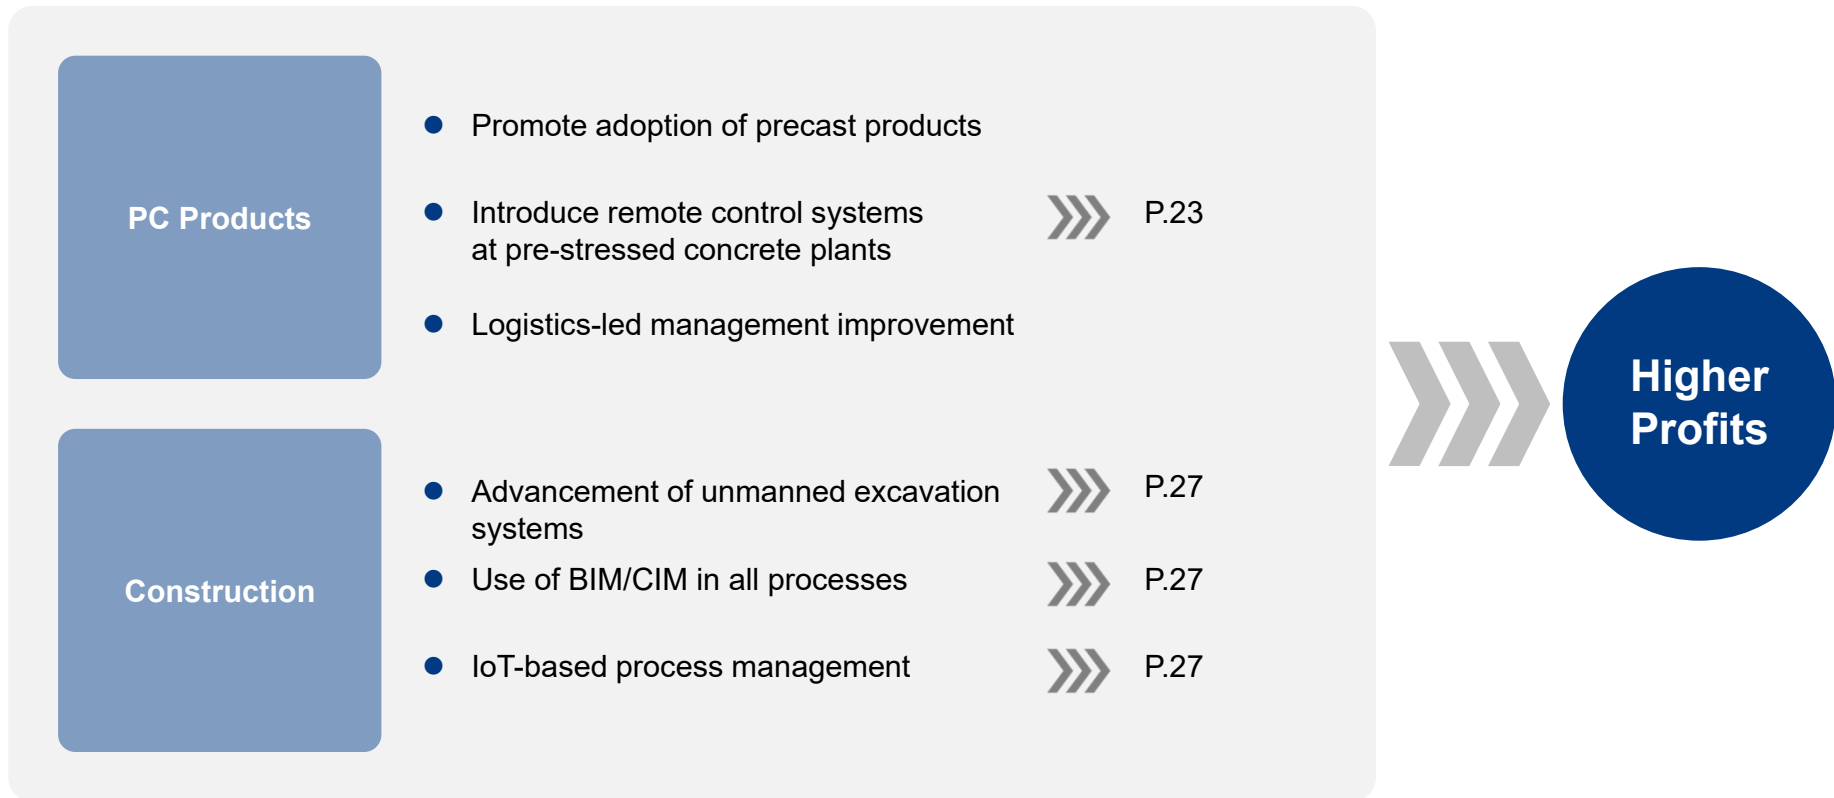 PC Products
● Promote adoption of precast products
● Introduce remote control systems
at pre-stressed concrete plants
P.23
● Logistics-led management improvement
Construction
● Advancement of unmanned excavation
systems
P.27
● Use of BIM/CIM in all processes
P.27
● IoT-based process management
P.27
Higher
Profits